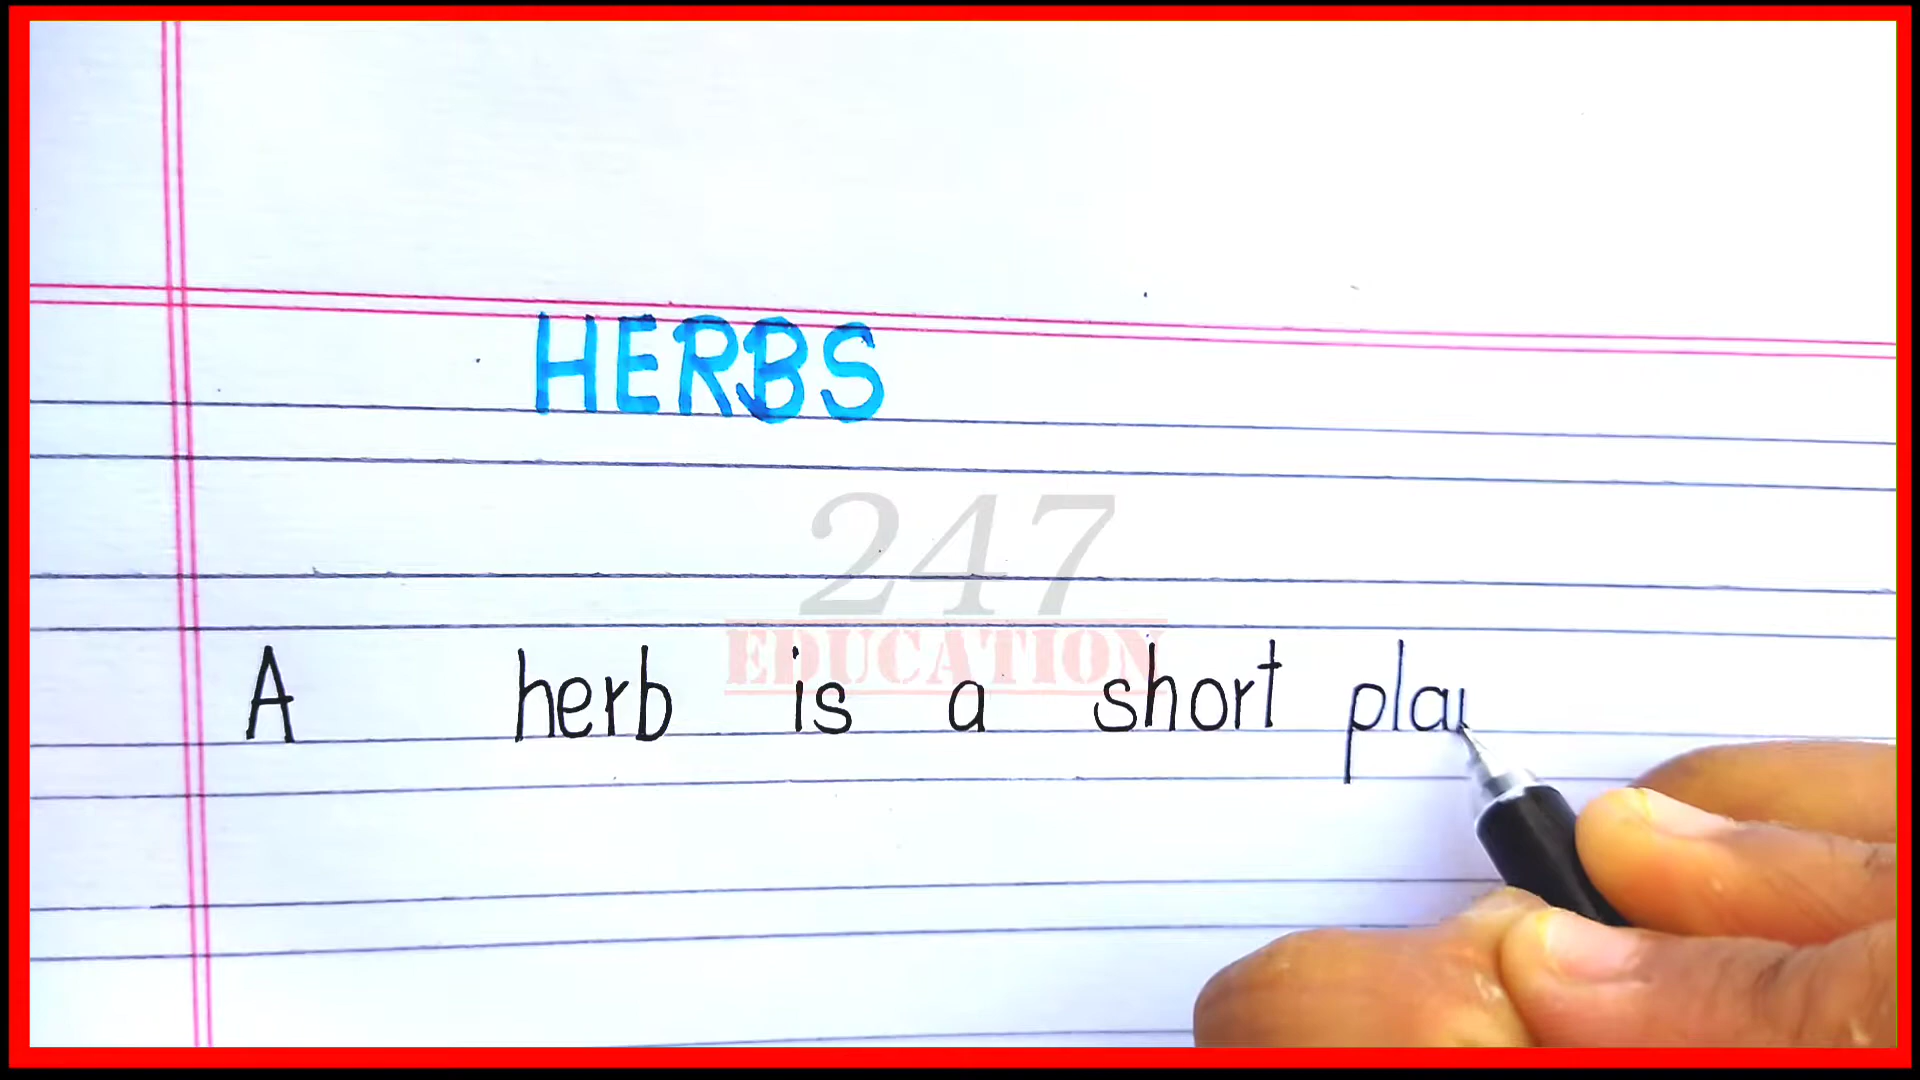 HERBS
247
EDUCATION
A herb is a short pla